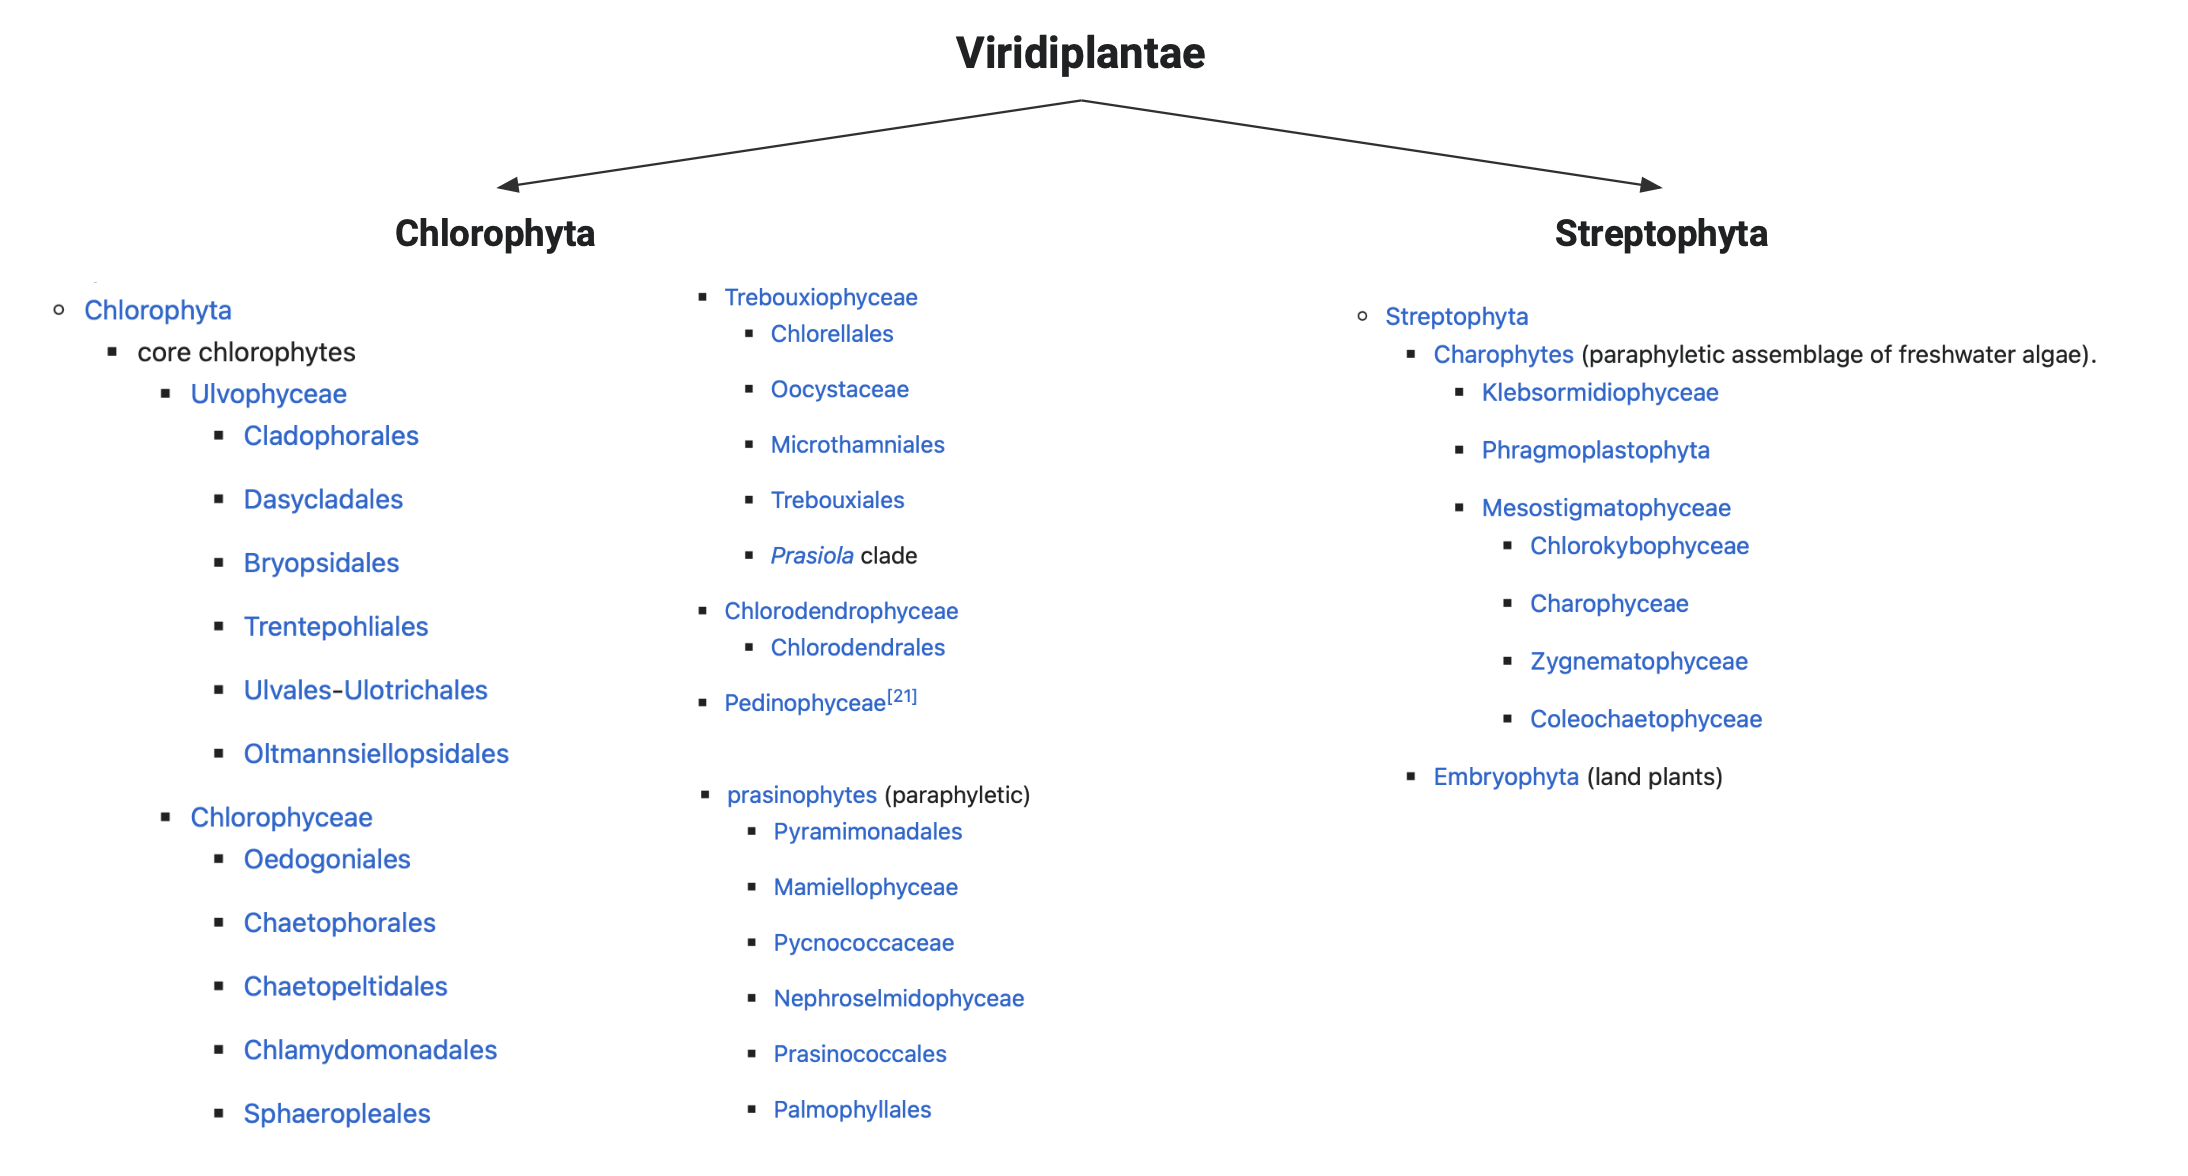 Viridiplantae
Chlorophyta
Chlorophyta
core chlorophytes
Ulvophyceae
Cladophorales
Dasycladales
Bryopsidales
Trentepohliales
Ulvales-Ulotrichales
Oltmannsiellopsidales
Chlorophyceae
Oedogoniales
Chaetophorales
Chaetopeltidales
Chlamydomonadales
Sphaeropleales
Trebouxiophyceae
Chlorellales
Oocystaceae
Microthamniales
Trebouxiales
Prasiola clade
Chlorodendrophyceae
Chlorodendrales
Pedinophyceae[21]
prasinophytes (paraphyletic)
Pyramimonadales
Mamiellophyceae
Pycnococcaceae
Nephroselmidophyceae
Prasinococcales
Palmophyllales
Streptophyta
Streptophyta
Charophytes (paraphyletic assemblage of freshwater algae).
Klebsormidiophyceae
Phragmoplastophyta
Mesostigmatophyceae
Chlorokybophyceae
Charophyceae
Zygnematophyceae
Coleochaetophyceae
Embryophyta (land plants)